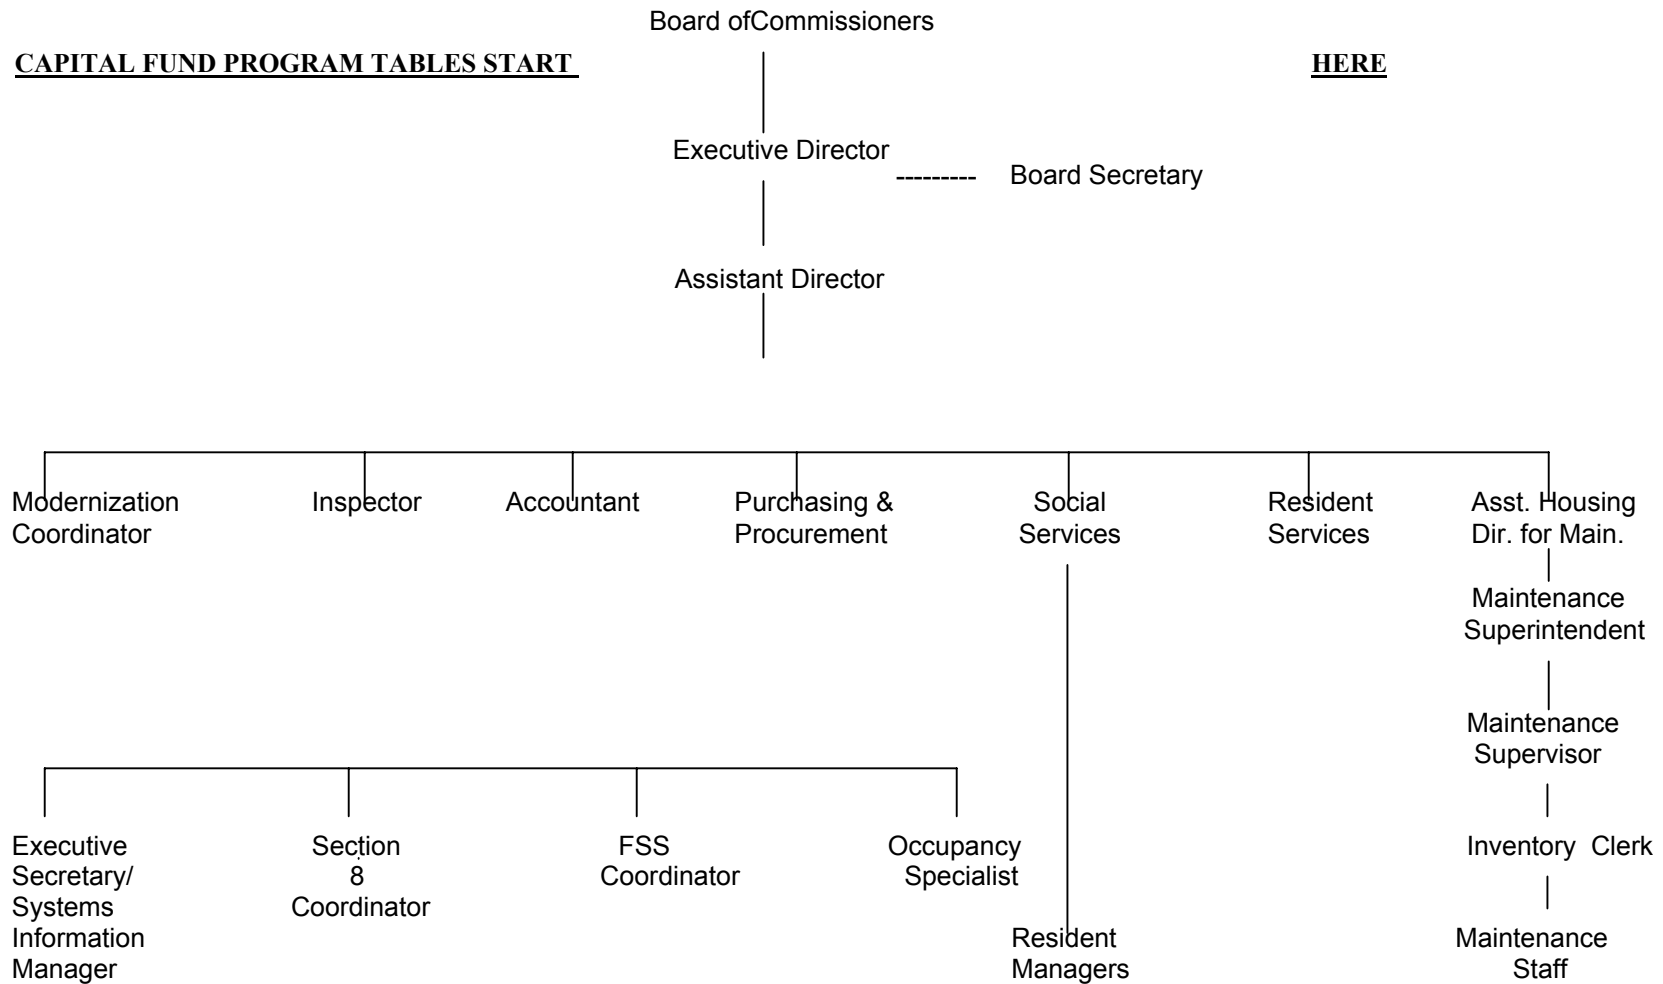 Board ofCommissioners
CAPITAL FUND PROGRAM TABLES START HERE
Executive Director
--------- Board Secretary
Assistant Director
Modernization
Coordinator
Inspector
Accountant
Purchasing &
Procurement
Social
Services
Resident
Services
Asst. Housing
Dir. for Main.
Maintenance
Superintendent
Maintenance
Supervisor
Executive
Secretary/
Systems
Information
Manager
Section
8
Coordinator
FSS
Coordinator
Occupancy
Specialist
Inventory Clerk
Resident
Managers
Maintenance
Staff